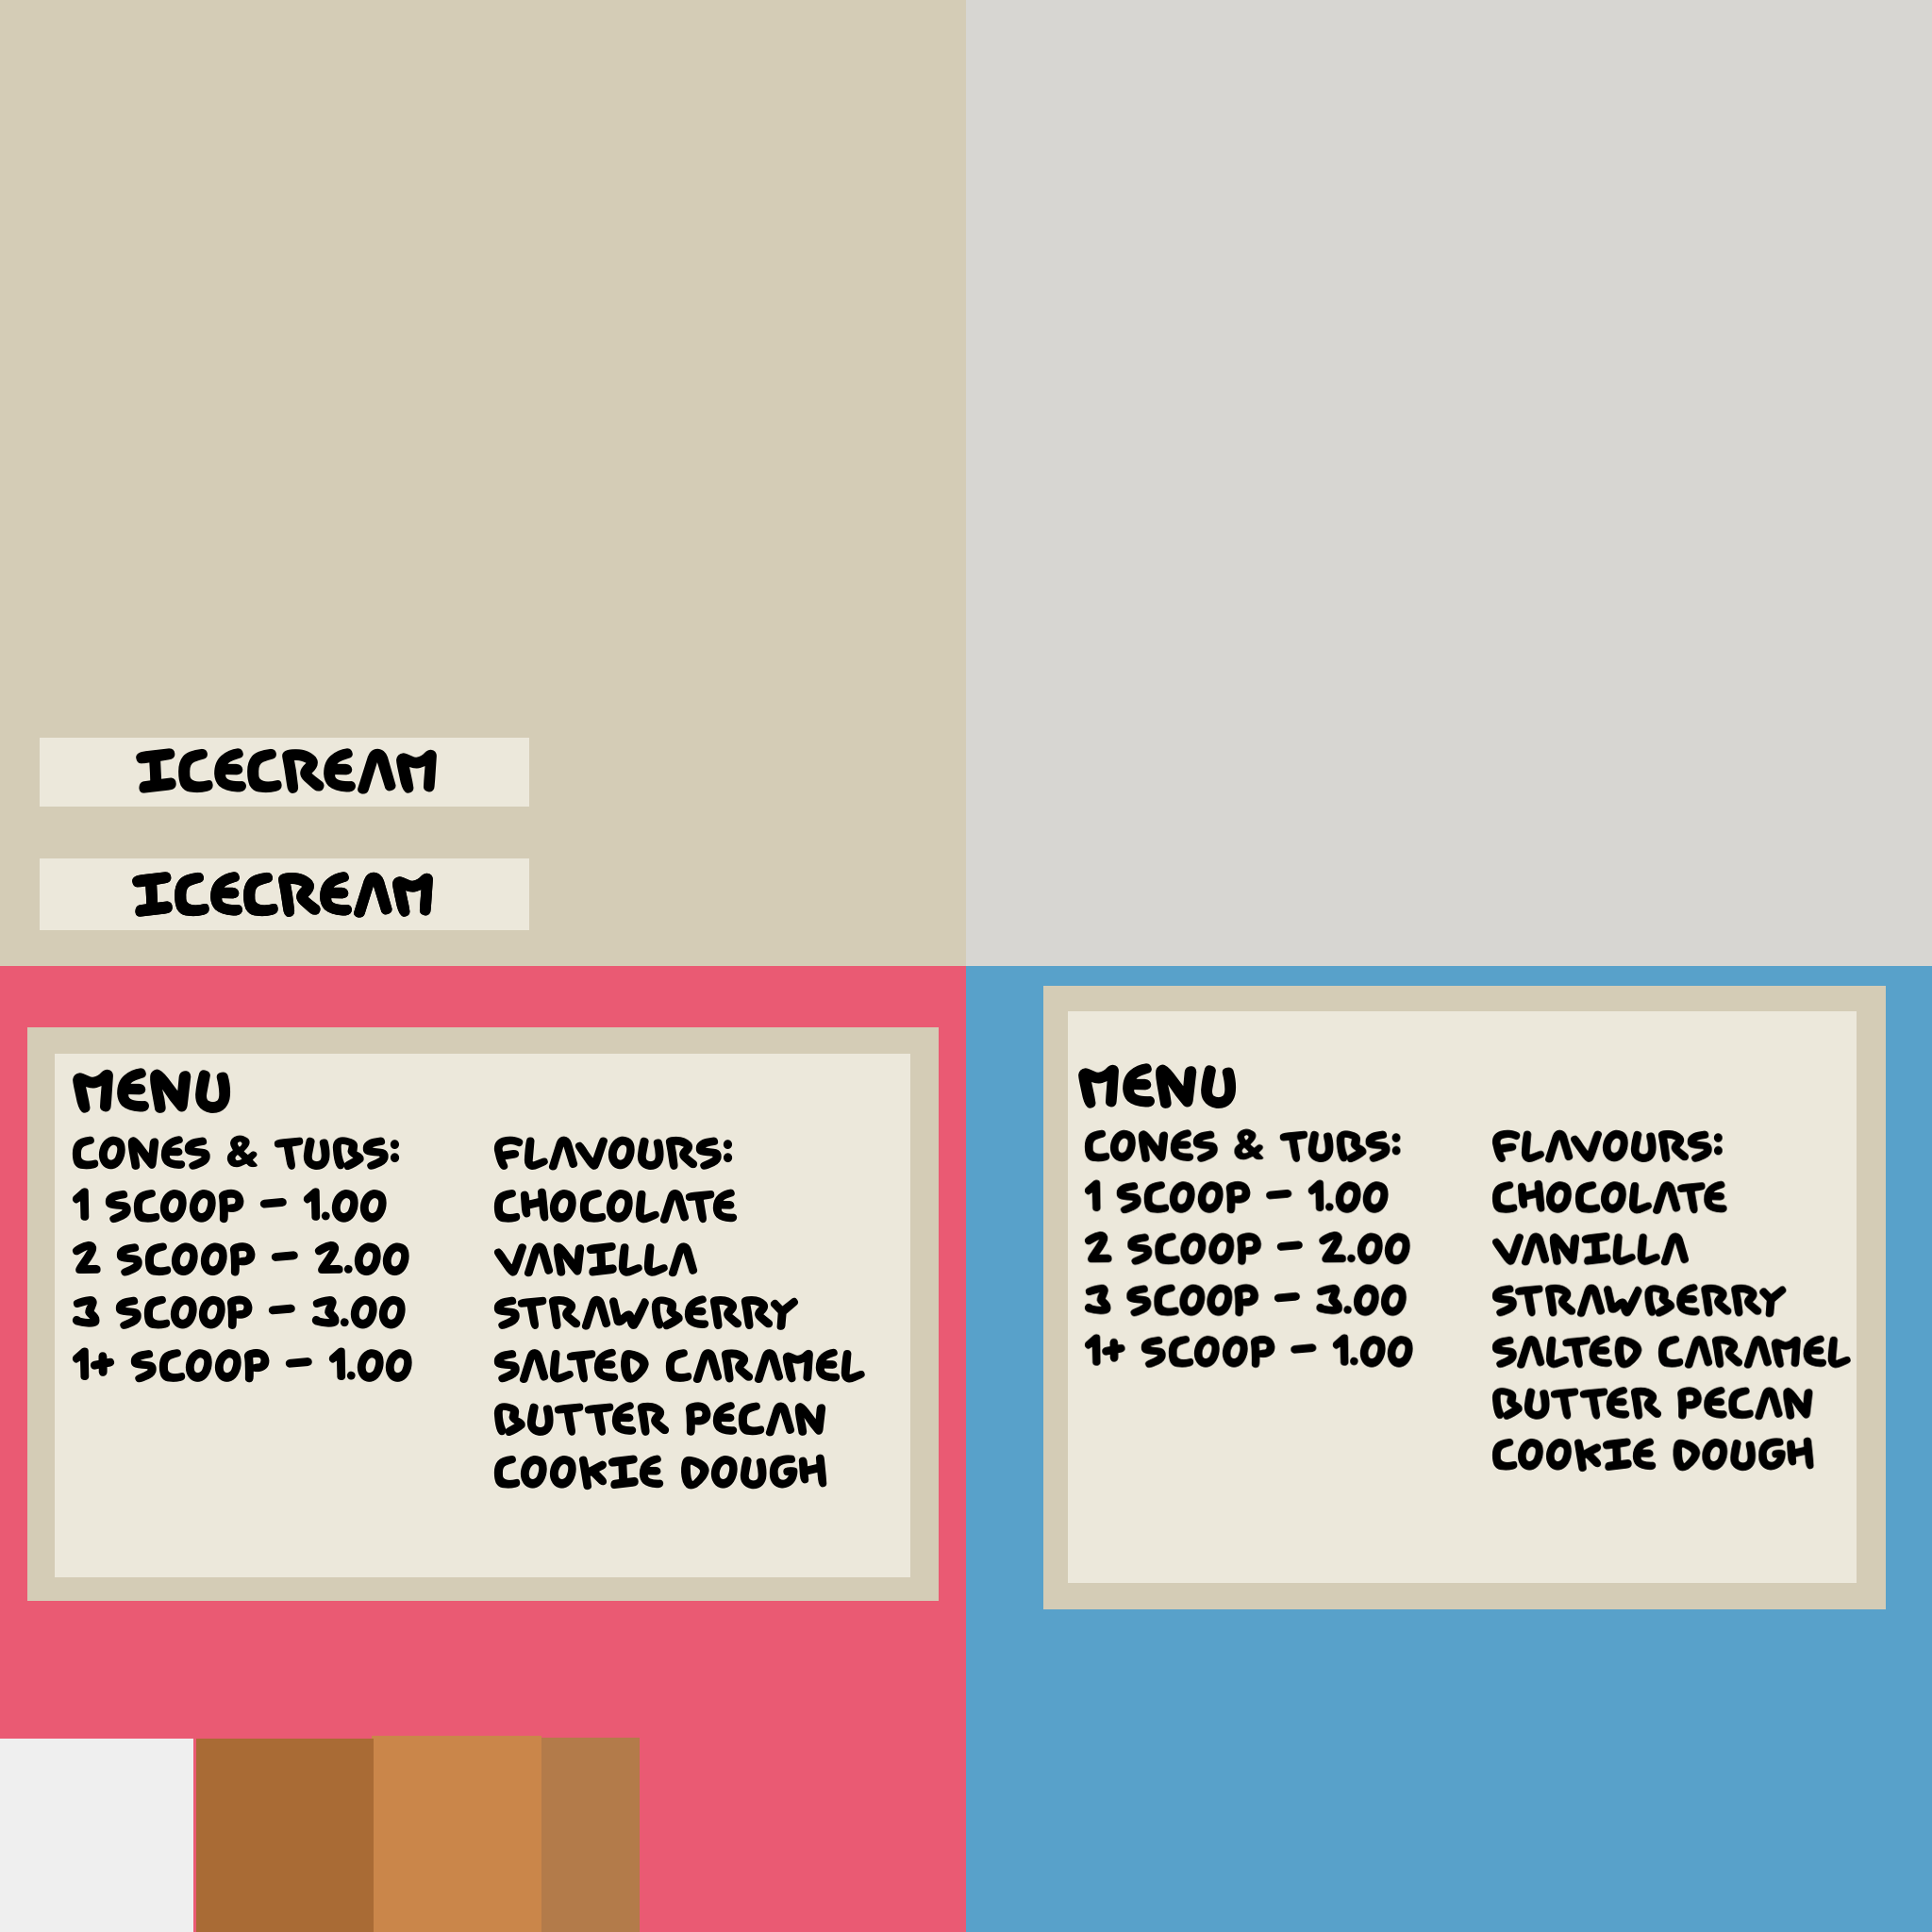 ICECREAM
ICECREAM
MENU
CONES & TUBS:
1 SCOOP - 1.00
2 SCOOP - 2.00
3 SCOOP - 3.00
1+ SCOOP - 1.00
FLAVOURS:
CHOCOLATE
VANILLA
STRAWBERRY
SALTED CARAMEL
BUTTER PECAN
COOKIE DOUGH
MENU
CONES & TUBS:
1 SCOOP - 1.00
2 SCOOP - 2.00
3 SCOOP - 3.00
1+ SCOOP - 1.00
FLAVOURS:
CHOCOLATE
VANILLA
STRAWBERRY
SALTED CARAMEL
BUTTER PECAN
COOKIE DOUGH